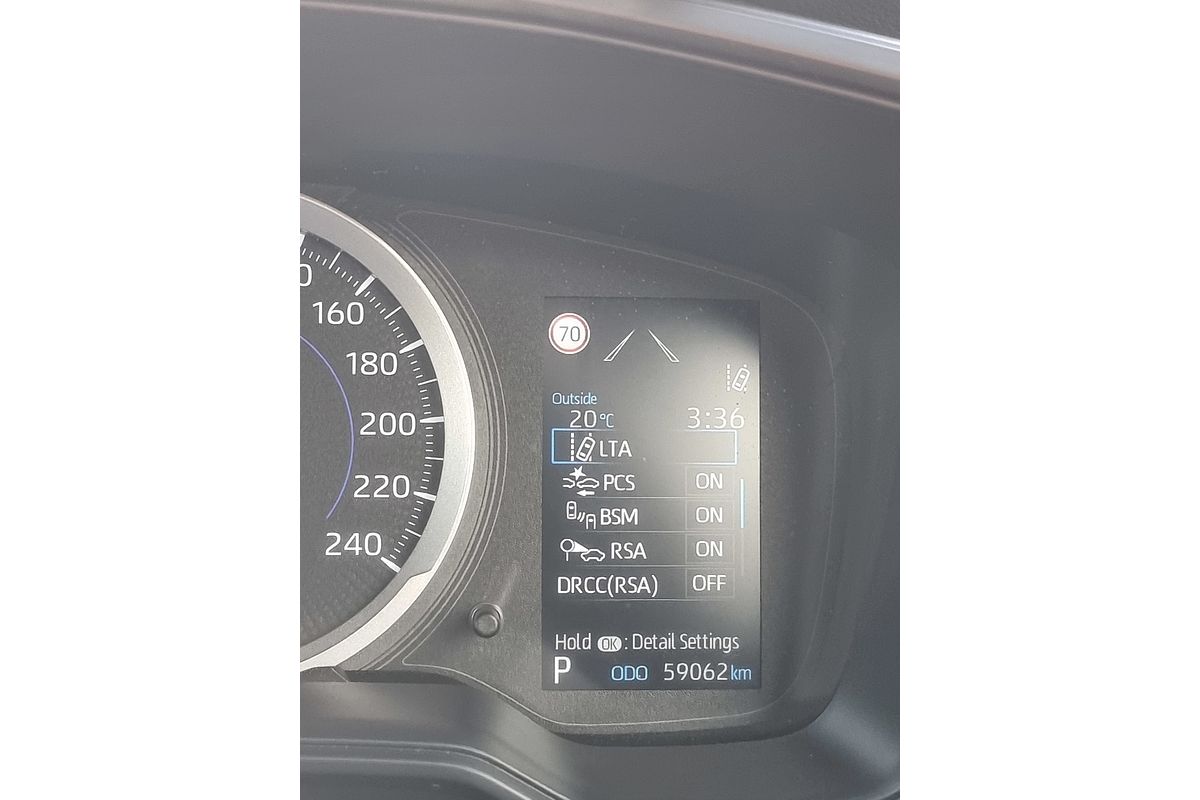 160
180
200
220
240
70
Outside
20°C 3:36
LTA
PCS ON
BSM ON
RSA ON
DRCC(RSA) OFF
Hold OK: Detail Settings
P ODO 59062 km